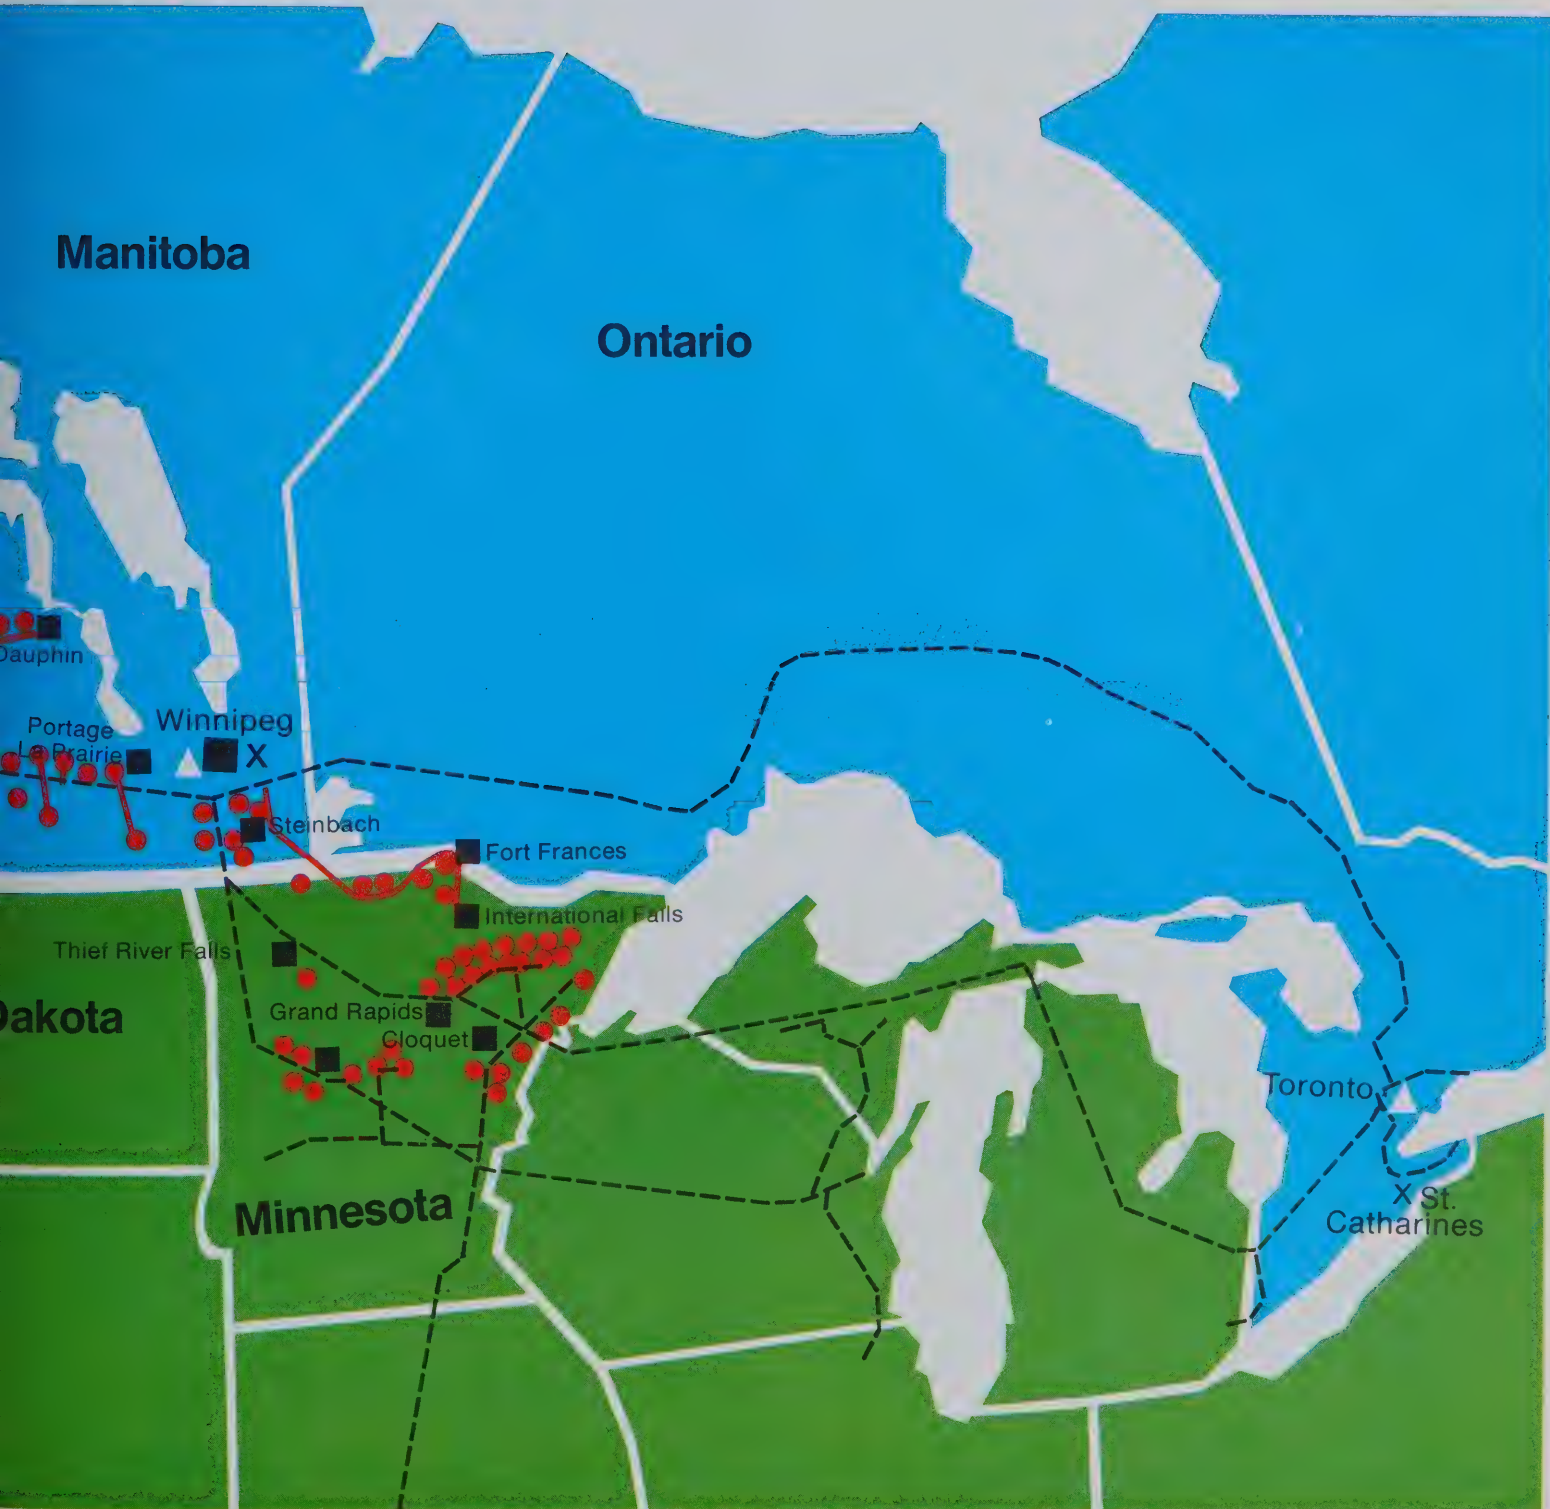 Manitoba
Ontario
Dauphin
Winnipeg
Portage
La Prairie
X
Steinbach
Fort Frances
International Falls
Thief River Falls
Dakota
Grand Rapids
Cloquet
Toronto
Minnesota
X St.
Catharines